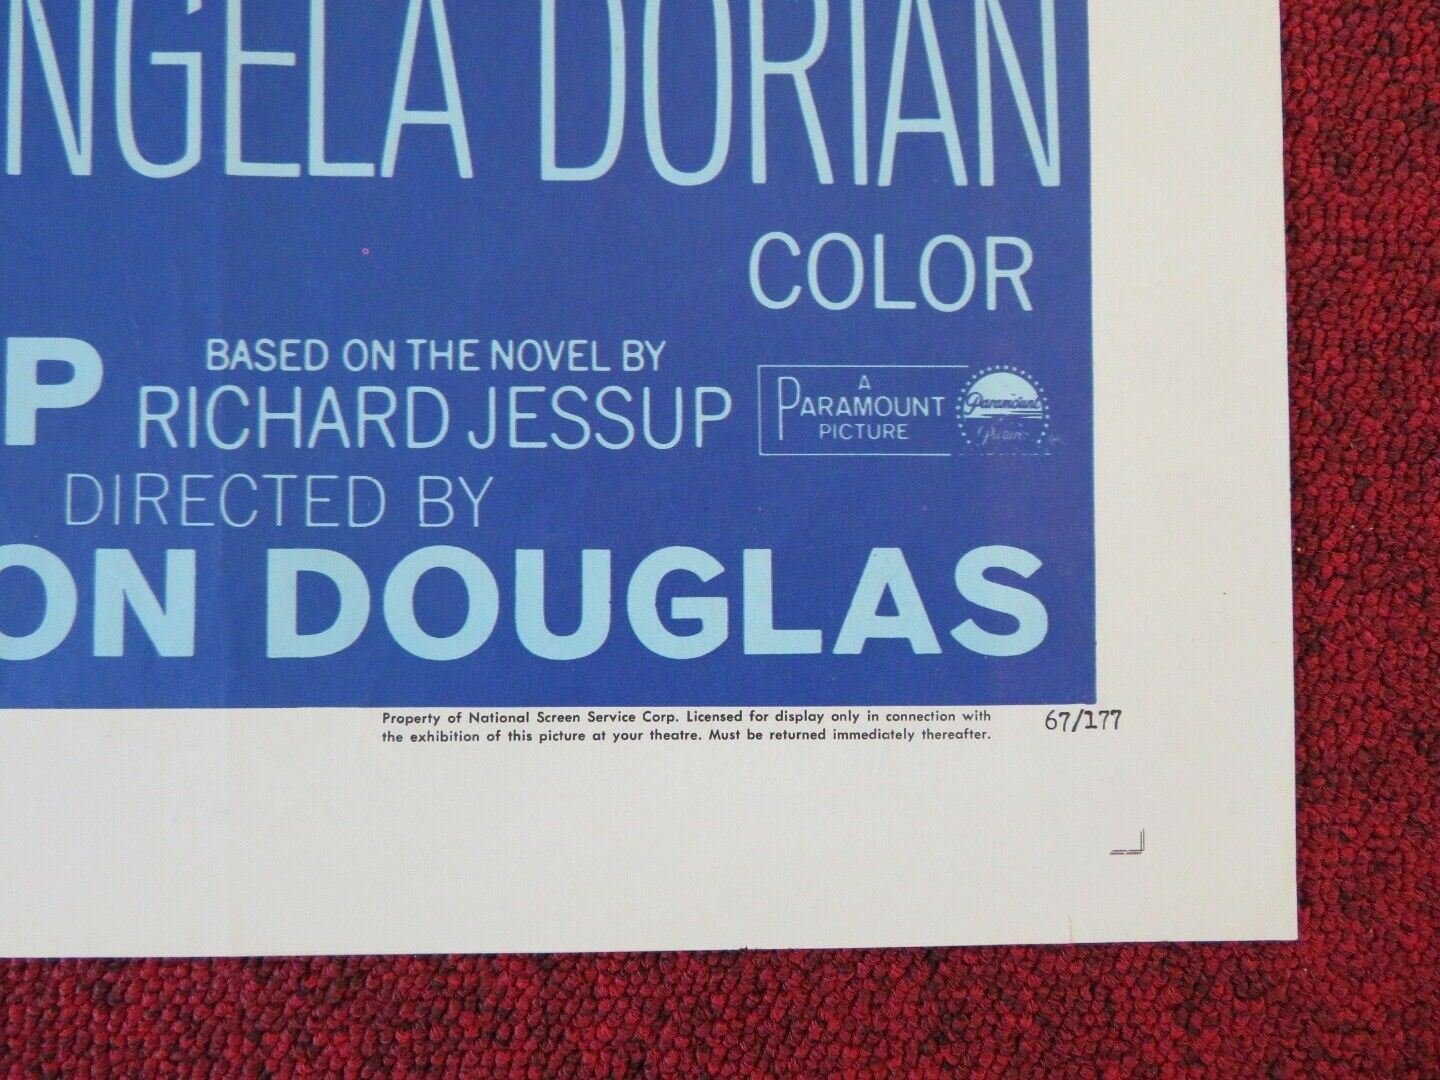 NGELA DORIAN
COLOR
P
BASED ON THE NOVEL BY
RICHARD JESSUP
A
PARAMOUNT
PICTURE
Paramount
DIRECTED BY
ON DOUGLAS
Property of National Screen Service Corp. Licensed for display only in connection with
the exhibition of this picture at your theatre. Must be returned immediately thereafter.
67/177